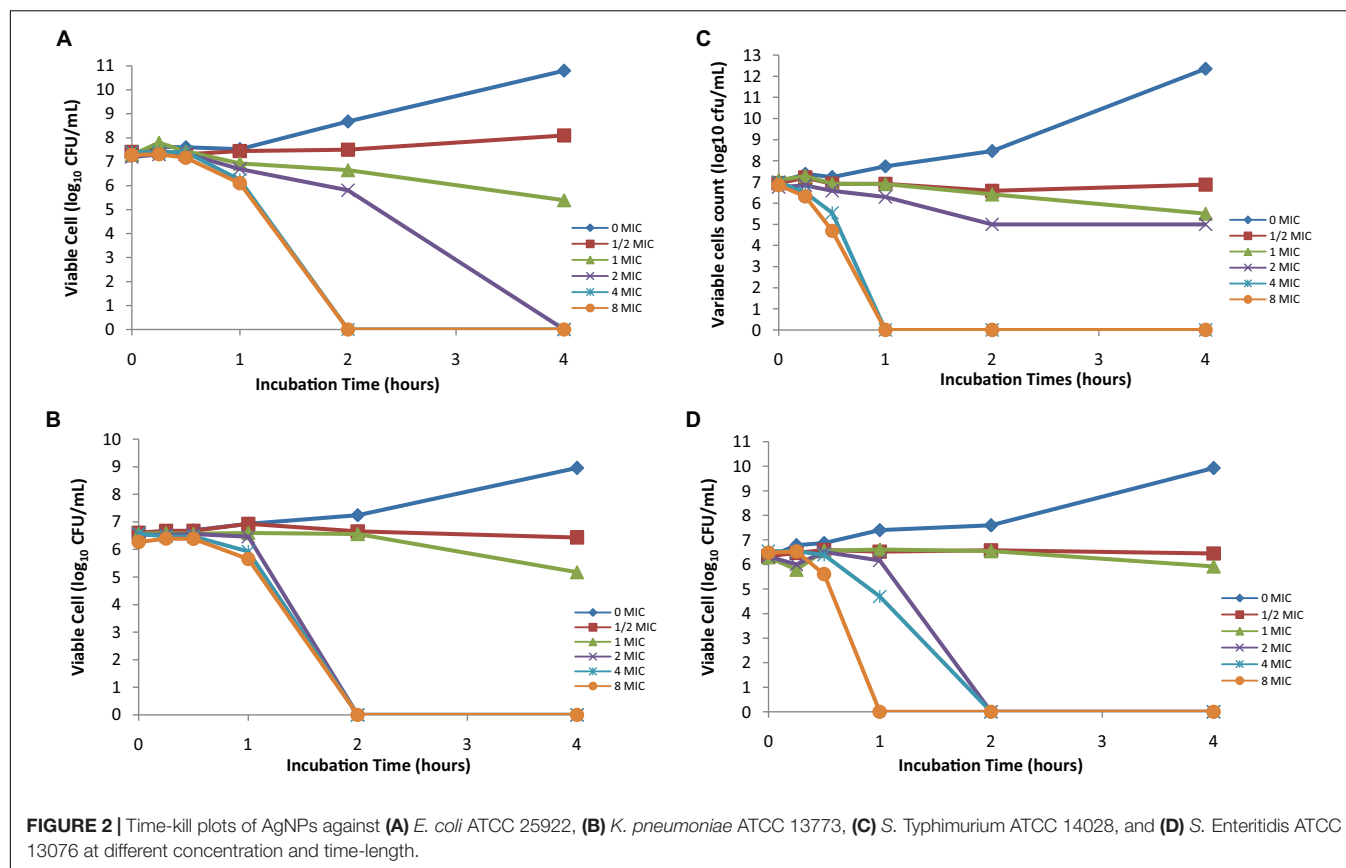 A
11
10
9
8
7
6
5
4
3
2
1
0
Viable Cell (log10 CFU/mL)
0 1 2 3 4
Incubation Time (hours)
0 MIC
1/2 MIC
1 MIC
2 MIC
4 MIC
8 MIC
C
13
12
11
10
9
8
7
6
5
4
3
2
1
0
Variable cells count (log10 cfu/mL)
0 1 2 3 4
Incubation Times (hours)
0 MIC
1/2 MIC
1 MIC
2 MIC
4 MIC
8 MIC
B
10
9
8
7
6
5
4
3
2
1
0
Viable Cell (log10 CFU/mL)
0 1 2 3 4
Incubation Time (hours)
0 MIC
1/2 MIC
1 MIC
2 MIC
4 MIC
8 MIC
D
11
10
9
8
7
6
5
4
3
2
1
0
Viable Cell (log10 CFU/mL)
0 1 2 3 4
Incubation Time (hours)
0 MIC
1/2 MIC
1 MIC
2 MIC
4 MIC
8 MIC
FIGURE 2 | Time-kill plots of AgNPs against (A) E. coli ATCC 25922, (B) K. pneumoniae ATCC 13773, (C) S. Typhimurium ATCC 14028, and (D) S. Enteritidis ATCC
13076 at different concentration and time-length.